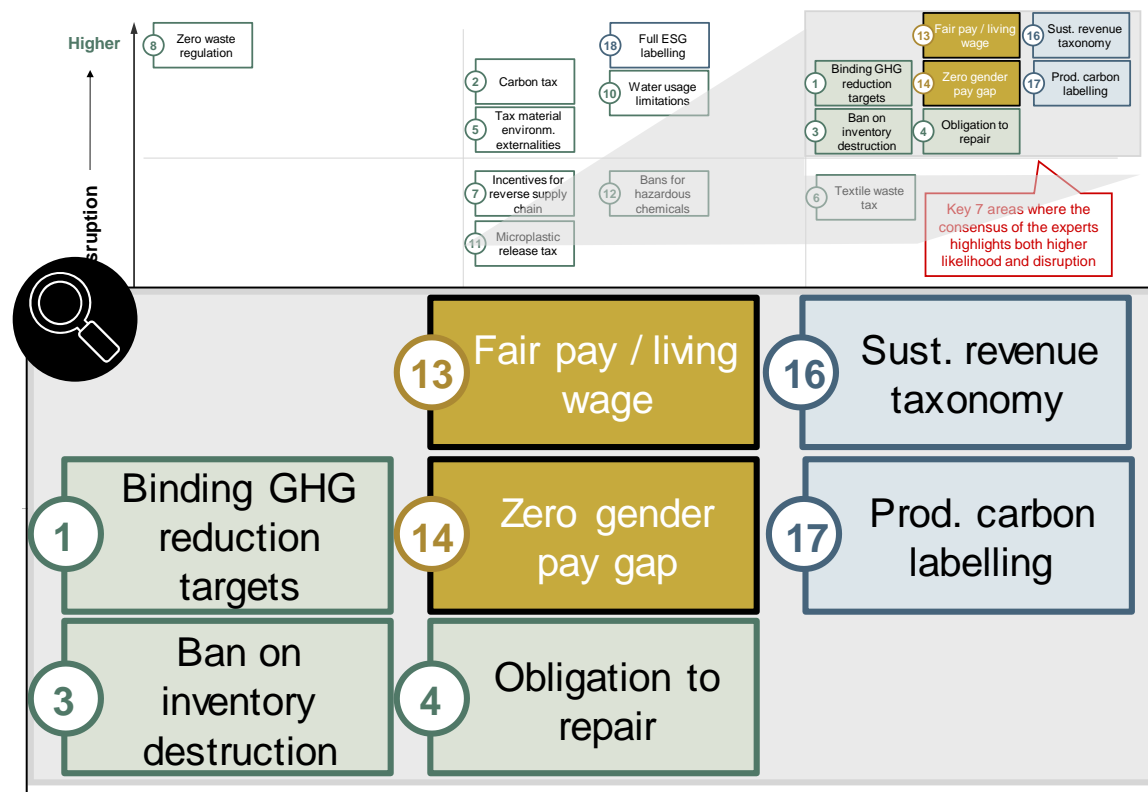 Higher
8
Zero waste
regulation
18
Full ESG
labelling
13
Fair pay / living
wage
16
Sust. revenue
taxonomy
2
Carbon tax
10
Water usage
limitations
1
Binding GHG
reduction
targets
14
Zero gender
pay gap
17
Prod. carbon
labelling
5
Tax material
environm.
externalities
3
Ban on
inventory
destruction
4
Obligation to
repair
7
Incentives for
reverse supply
chain
12
Bans for
hazardous
chemicals
6
Textile waste
tax
11
Microplastic
release tax
Key 7 areas where the
consensus of the experts
highlights both higher
likelihood and disruption
sruption
13
Fair pay / living
wage
16
Sust. revenue
taxonomy
1
Binding GHG
reduction
targets
14
Zero gender
pay gap
17
Prod. carbon
labelling
3
Ban on
inventory
destruction
4
Obligation to
repair